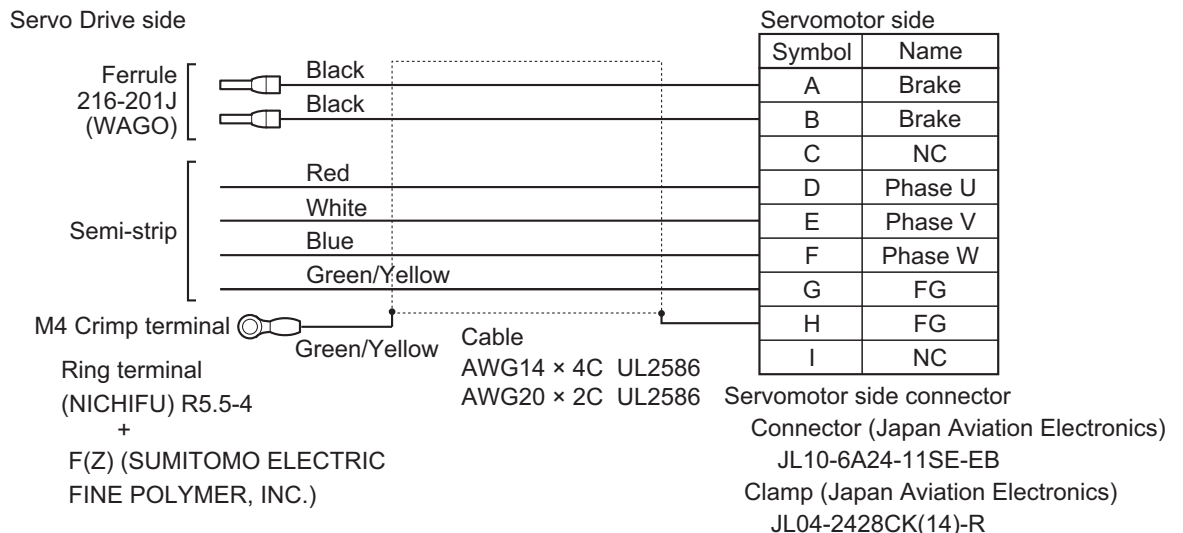 Servo Drive side
Servomotor side
Symbol Name
Ferrule
216-201J
(WAGO)
Black
A Brake
Black
B Brake
C NC
Semi-strip
Red
D Phase U
White
E Phase V
Blue
F Phase W
Green/Yellow
G FG
M4 Crimp terminal
Green/Yellow
H FG
I NC
Ring terminal
(NICHIFU) R5.5-4
+
F(Z) (SUMITOMO ELECTRIC
FINE POLYMER, INC.)
Cable
AWG14 × 4C UL2586
AWG20 × 2C UL2586
Servomotor side connector
Connector (Japan Aviation Electronics)
JL10-6A24-11SE-EB
Clamp (Japan Aviation Electronics)
JL04-2428CK(14)-R